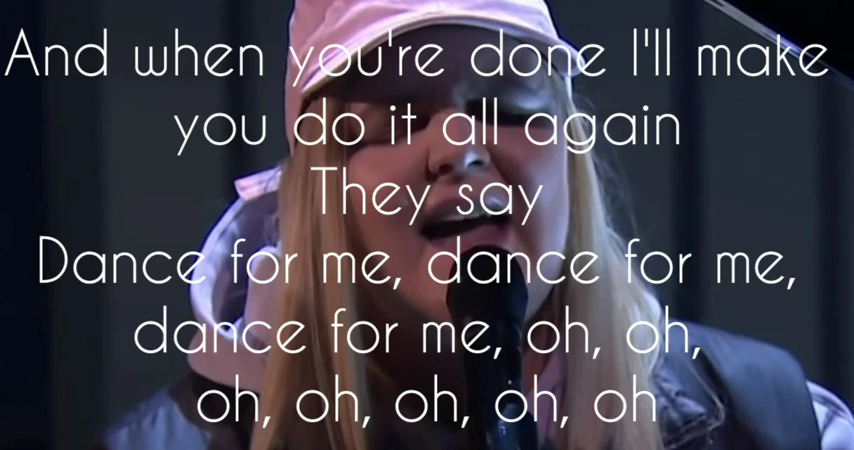 And when you're done I'll make
you do it all again
They say
Dance for me, dance for me,
dance for me, oh, oh,
oh, oh, oh, oh, oh